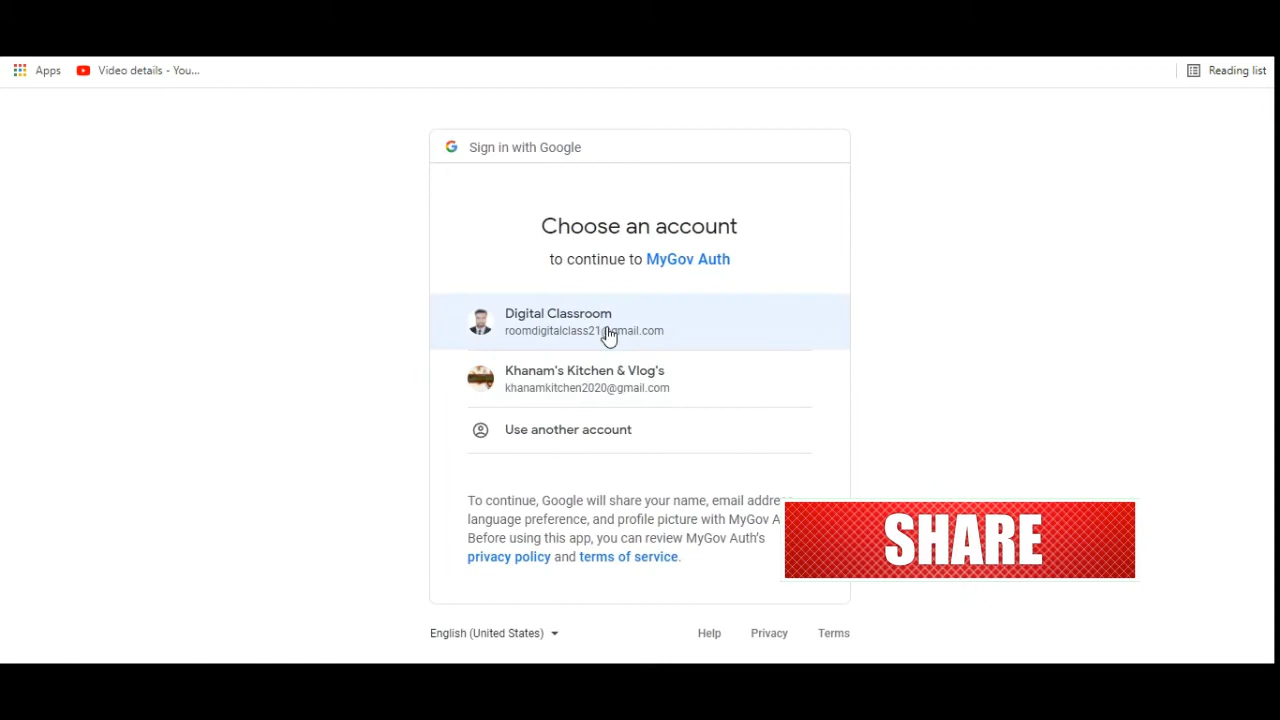 Apps Video details - You... Reading list
Sign in with Google
Choose an account
to continue to MyGov Auth
Digital Classroom
roomdigitalclass21@gmail.com
Khanam's Kitchen & Vlog's
khanamkitchen2020@gmail.com
Use another account
To continue, Google will share your name, email addre
language preference, and profile picture with MyGov A
Before using this app, you can review MyGov Auth's
privacy policy and terms of service.
SHARE
English (United States) Help Privacy Terms